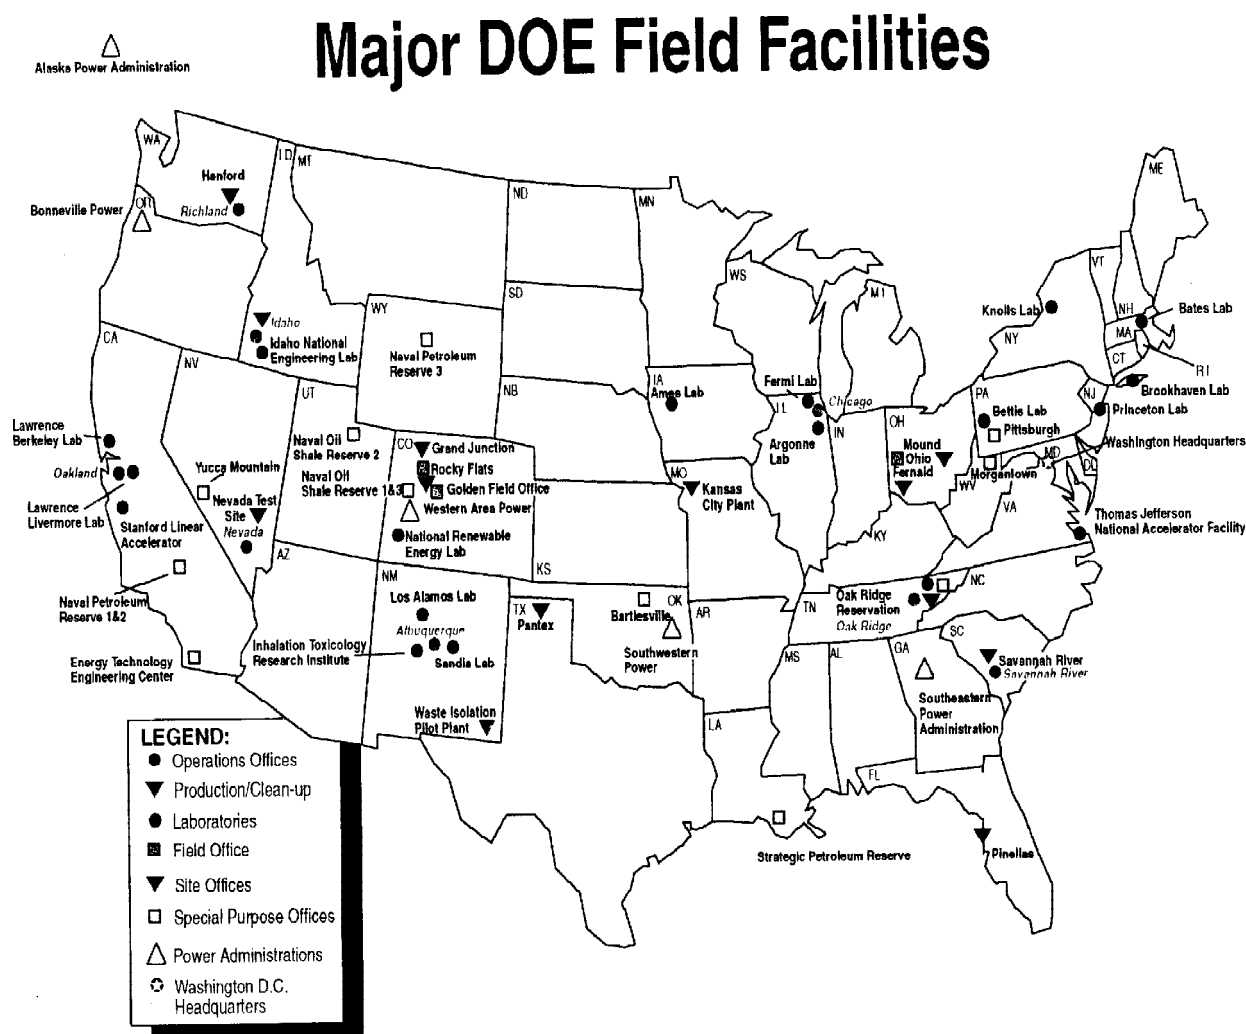 Major DOE Field Facilities
Alaska Power Administration
WA
ID
MT
ND
MN
ME
Hanford
Richland
OR
Bonneville Power
WS
MI
VT
NH
Knolls Lab
Bates Lab
NY
MA
CT
RI
SD
WY
Idaho
Idaho National
Engineering Lab
Naval Petroleum
Reserve 3
CA
NV
UT
NB
IA
Ames Lab
Fermi Lab
Chicago
IL
Argonne
Lab
IN
OH
Mound
Ohio
Fernald
PA
Bettis Lab
Pittsburgh
NJ
Brookhaven Lab
Princeton Lab
Washington Headquarters
MD
DL
Morgantown
WV
VA
Lawrence
Berkeley Lab
Oakland
Lawrence
Livermore Lab
Stanford Linear
Accelerator
Yucca Mountain
Nevada Test
Site
Nevada
Naval Oil
Shale Reserve 2
Naval Oil
Shale Reserve 1&3
CO
Grand Junction
Rocky Flats
Golden Field Office
Western Area Power
National Renewable
Energy Lab
MO
Kansas
City Plant
KS
KY
Thomas Jefferson
National Accelerator Facility
AZ
NM
Los Alamos Lab
Albuquerque
Inhalation Toxicology
Research Institute
Sandia Lab
TX
Pantex
OK
Bartlesville
Southwestern
Power
AR
TN
Oak Ridge
Reservation
Oak Ridge
NC
SC
Savannah River
Savannah River
GA
Southeastern
Power
Administration
MS
AL
LA
FL
Naval Petroleum
Reserve 1&2
Energy Technology
Engineering Center
Waste Isolation
Pilot Plant
Strategic Petroleum Reserve
Pinellas
LEGEND:
Operations Offices
Production/Clean-up
Laboratories
Field Office
Site Offices
Special Purpose Offices
Power Administrations
Washington D.C.
Headquarters